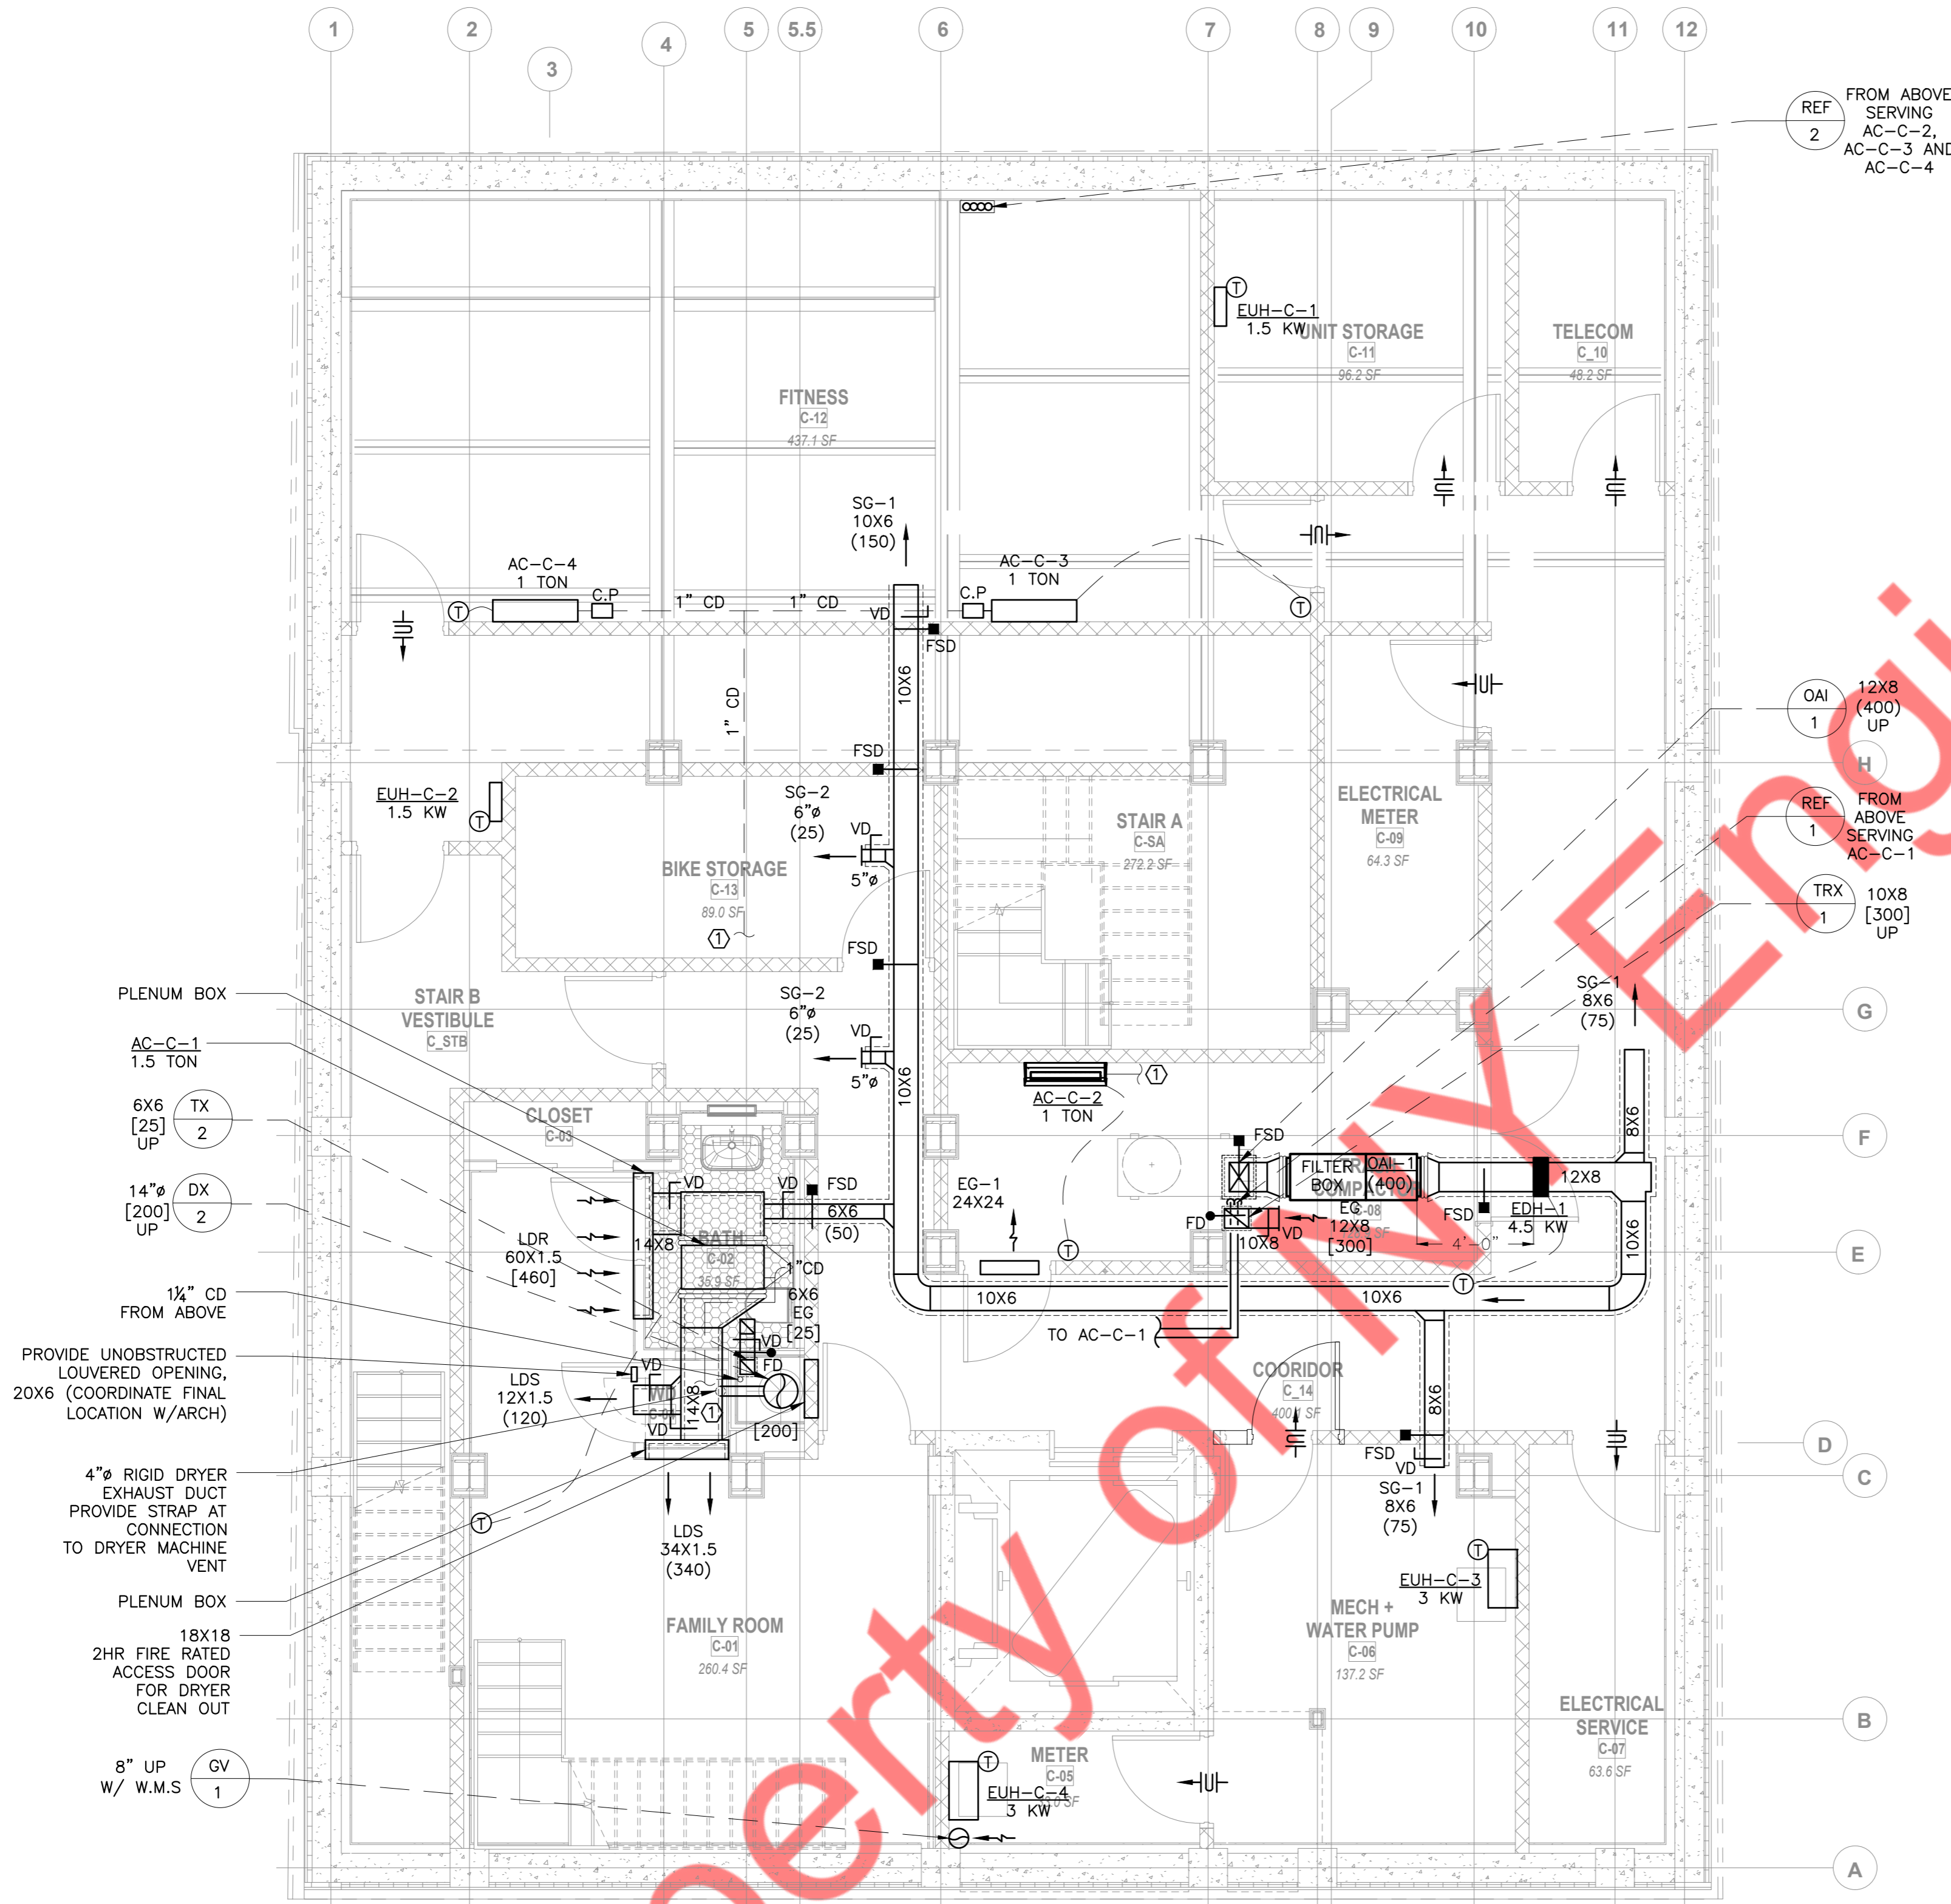 1
2
3
4
5
5.5
6
7
8
9
10
11
12
REF
2
FROM ABOVE
SERVING
AC-C-2,
AC-C-3 AND
AC-C-4
EUH-C-1
1.5 KW
UNIT STORAGE
C-11
96.2 SF
TELECOM
C_10
48.2 SF
FITNESS
C-12
437.1 SF
SG-1
10X6
(150)
AC-C-4
1 TON
C.P
T
1" CD
1" CD
VD
FSD
AC-C-3
1 TON
C.P
T
T
10X6
1" CD
OAI
1
12X8
(400)
UP
H
REF
1
FROM
ABOVE
SERVING
AC-C-1
TRX
1
10X8
[300]
UP
FSD
EUH-C-2
1.5 KW
T
SG-2
6"ø
(25)
VD
5"ø
BIKE STORAGE
C-13
89.0 SF
1
FSD
STAIR A
C-SA
272.2 SF
ELECTRICAL
METER
C-09
64.3 SF
SG-1
8X6
(75)
G
PLENUM BOX
STAIR B
VESTIBULE
C_STB
SG-2
6"ø
(25)
VD
5"ø
10X6
AC-C-1
1.5 TON
AC-C-2
1 TON
1
6X6
[25]
UP
TX
2
CLOSET
C-03
FSD
8X6
F
FILTER
BOX
OAI-1
(400)
COMPACTOR
C-08
12X8
14"ø
[200]
UP
DX
2
VD
VD
FSD
6X6
(50)
EG-1
24X24
FD
10X8
VD
EG
12X8
[300]
FSD
EDH-1
4.5 KW
4'-0"
10X6
E
LDR
60X1.5
[460]
14X8
BATH
C-02
35.9 SF
1"CD
6X6
EG
[25]
T
T
10X6
10X6
1¼" CD
FROM ABOVE
TO AC-C-1
PROVIDE UNOBSTRUCTED
LOUVERED OPENING,
20X6 (COORDINATE FINAL
LOCATION W/ARCH)
LDS
12X1.5
(120)
VD
VD
14X8
1
VD
FD
[200]
COORIDOR
C_14
8X6
FSD
VD
SG-1
8X6
(75)
D
C
4"ø RIGID DRYER
EXHAUST DUCT
PROVIDE STRAP AT
CONNECTION
TO DRYER MACHINE
VENT
T
LDS
34X1.5
(340)
T
EUH-C-3
3 KW
PLENUM BOX
18X18
2HR FIRE RATED
ACCESS DOOR
FOR DRYER
CLEAN OUT
FAMILY ROOM
C-01
260.4 SF
MECH +
WATER PUMP
C-06
137.2 SF
ELECTRICAL
SERVICE
C-07
63.6 SF
B
8" UP
W/ W.M.S
GV
1
METER
C-05
T
EUH-C-4
3 KW
A
perty of NY Engi